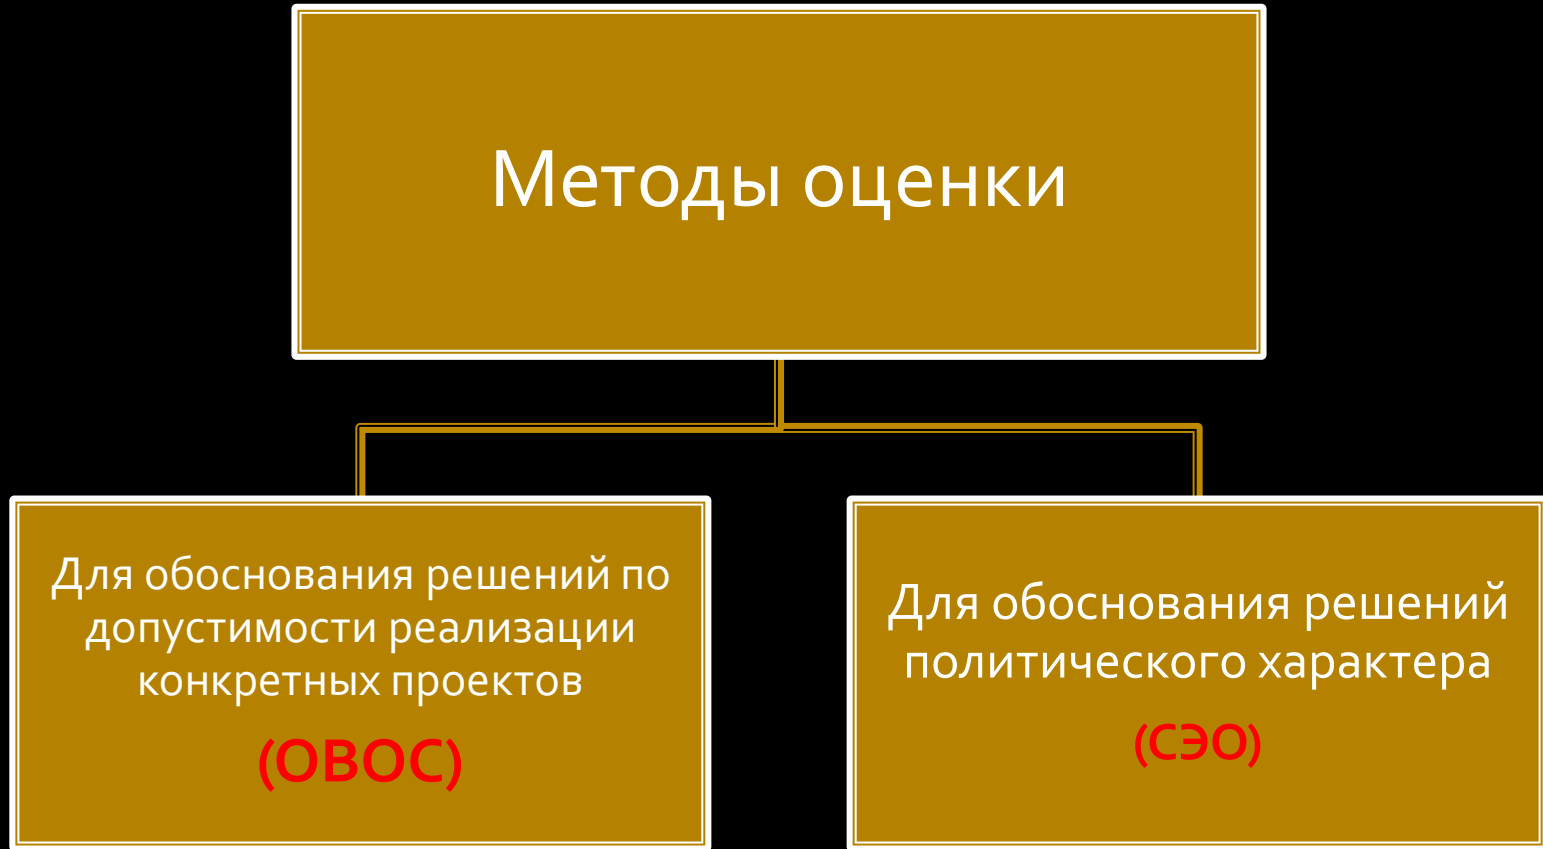 Методы оценки
Для обоснования решений по
допустимости реализации
конкретных проектов
(ОВОС)
Для обоснования решений
политического характера
(СЭО)